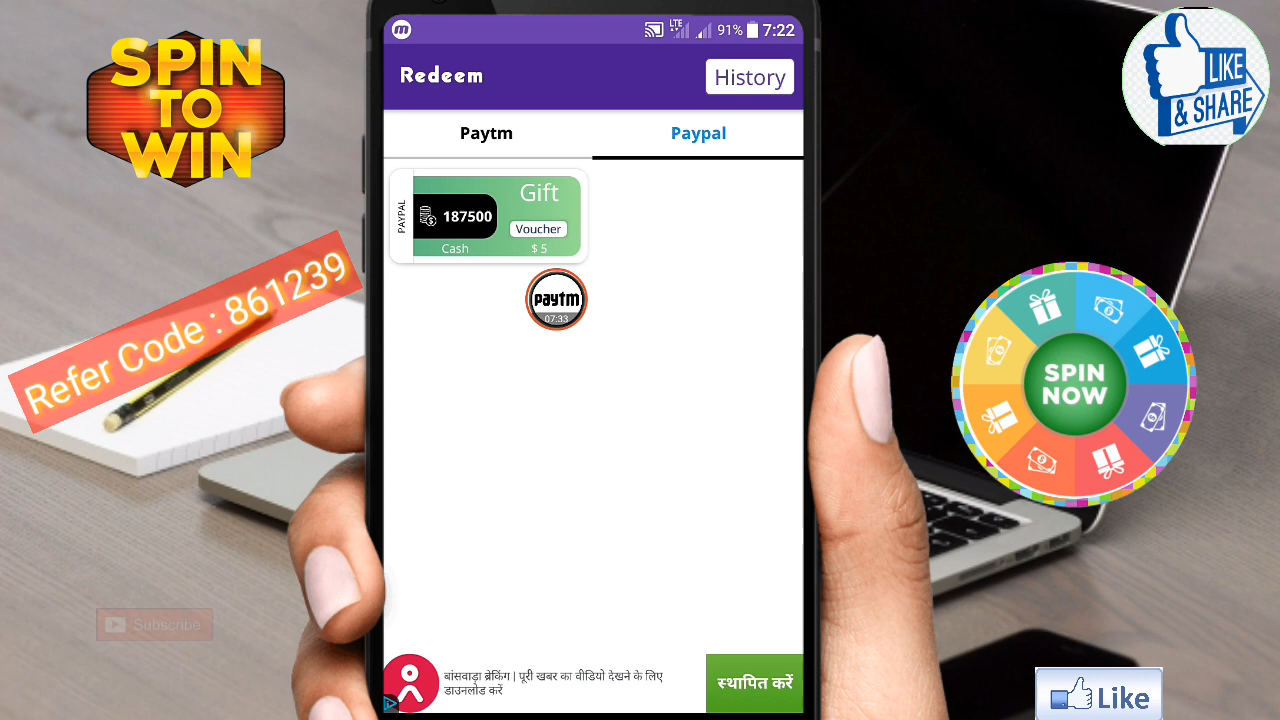 SPIN
TO
WIN
LTE
91%
7:22
LIKE
& SHARE
Redeem
History
Paytm
Paypal
PAYPAL
187500
Cash
Gift
Voucher
$ 5
Refer Code : 861239
paytm
07:33
SPIN
NOW
Subscribe
बांसवाड़ा ब्रेकिंग | पूरी खबर का वीडियो देखने के लिए
डाउनलोड करें
स्थापित करें
Like